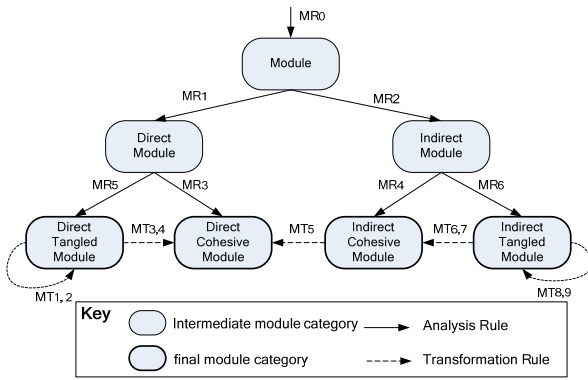 MR0
Module
MR1
MR2
Direct
Module
Indirect
Module
MR5
MR3
MR4
MR6
Direct
Tangled
Module
MT3,4
Direct
Cohesive
Module
MT5
Indirect
Cohesive
Module
MT6,7
Indirect
Tangled
Module
MT1, 2
MT8,9
Key
Intermediate module category
Analysis Rule
final module category
Transformation Rule